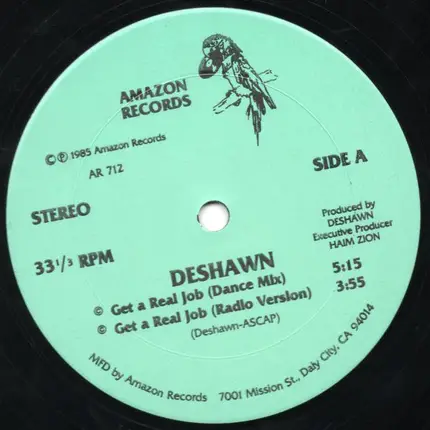 AMAZON
RECORDS
© ℗ 1985 Amazon Records
AR 712
SIDE A
STEREO
Produced by
DESHAWN
Executive Producer
HAIM ZION
33 1/3 RPM
DESHAWN
© Get a Real Job (Dance Mix) 5:15
© Get a Real Job (Radio Version) 3:55
(Deshawn-ASCAP)
MFD by Amazon Records 7001 Mission St., Daly City, CA 94014